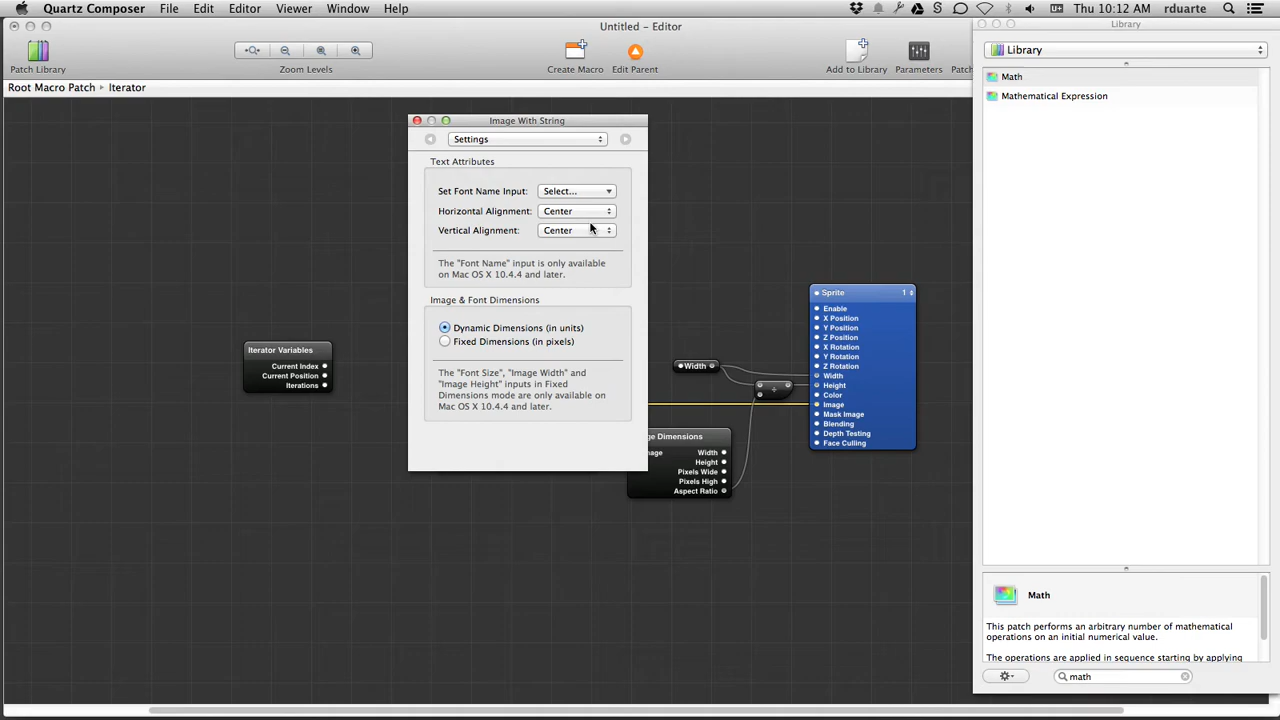 Quartz Composer File Edit Editor Viewer Window Help Thu 10:12 AM rduarte
Untitled - Editor
Library
Patch Library
Zoom Levels
Create Macro
Edit Parent
Add to Library
Parameters
Patc
Root Macro Patch Iterator
Library
Math
Mathematical Expression
Image With String
Settings
Text Attributes
Set Font Name Input: Select...
Horizontal Alignment: Center
Vertical Alignment: Center
The "Font Name" input is only available
on Mac OS X 10.4.4 and later.
Image & Font Dimensions
Dynamic Dimensions (in units)
Fixed Dimensions (in pixels)
The "Font Size", "Image Width" and
"Image Height" inputs in Fixed
Dimensions mode are only available on
Mac OS X 10.4.4 and later.
Iterator Variables
Current Index
Current Position
Iterations
Width
÷
ge Dimensions
mage Width
Height
Pixels Wide
Pixels High
Aspect Ratio
Sprite 1
Enable
X Position
Y Position
Z Position
X Rotation
Y Rotation
Z Rotation
Width
Height
Color
Image
Mask Image
Blending
Depth Testing
Face Culling
Math
This patch performs an arbitrary number of mathematical
operations on an initial numerical value.
The operations are applied in sequence starting by applying
math